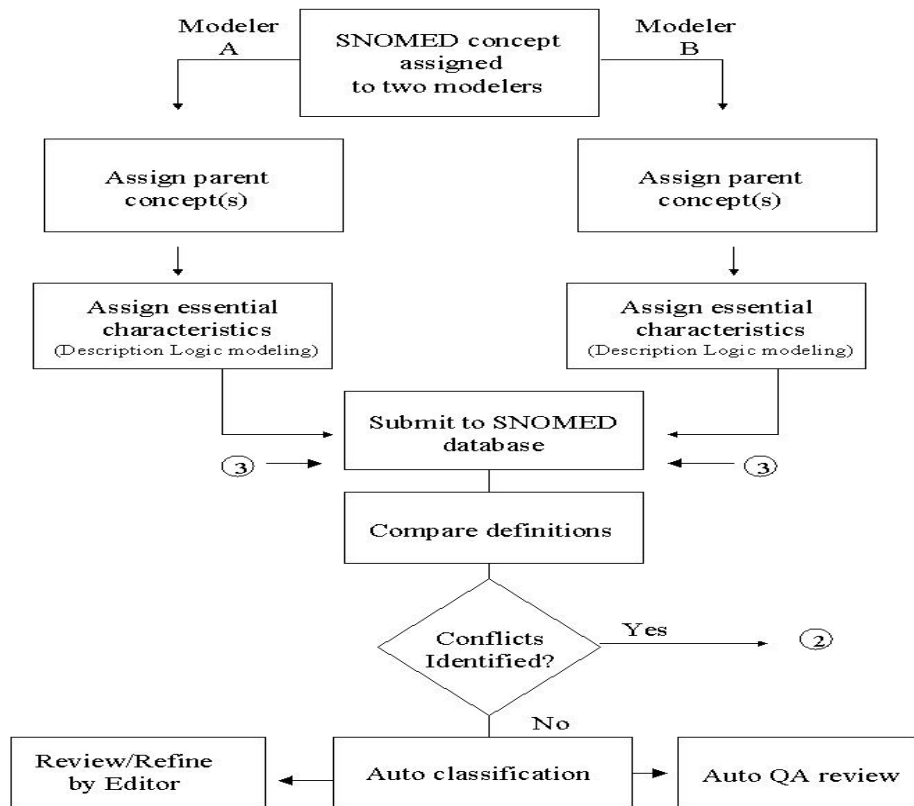 Modeler
A
SNOMED concept
assigned
to two modelers
Modeler
B
Assign parent
concept(s)
Assign parent
concept(s)
Assign essential
characteristics
(Description Logic modeling)
Assign essential
characteristics
(Description Logic modeling)
Submit to SNOMED
database
3
3
Compare definitions
Conflicts
Identified?
Yes
2
No
Review/Refine
by Editor
Auto classification
Auto QA review